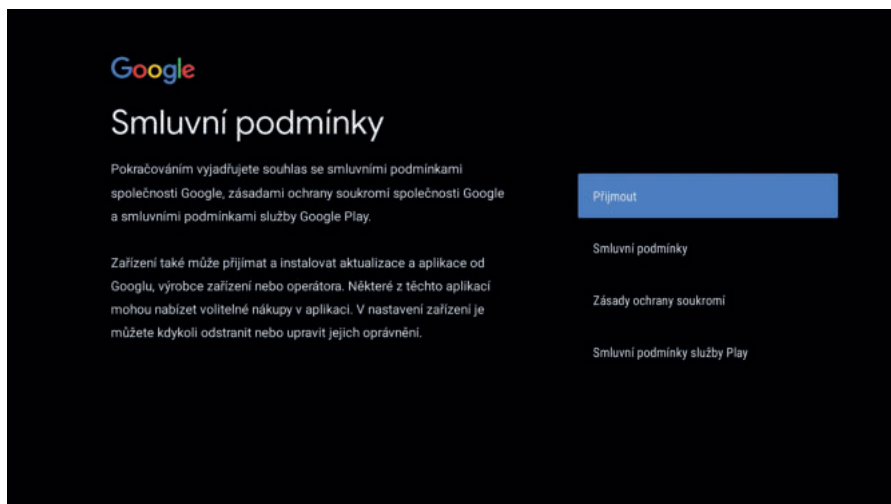 Google
Smluvní podmínky
Pokračováním vyjadřujete souhlas se smluvními podmínkami
společnosti Google, zásadami ochrany soukromí společnosti Google
a smluvními podmínkami služby Google Play.
Zařízení také může přijímat a instalovat aktualizace a aplikace od
Googlu, výrobce zařízení nebo operátora. Některé z těchto aplikací
mohou nabízet volitelné nákupy v aplikaci. V nastavení zařízení je
můžete kdykoli odstranit nebo upravit jejich oprávnění.
Přijmout
Smluvní podmínky
Zásady ochrany soukromí
Smluvní podmínky služby Play